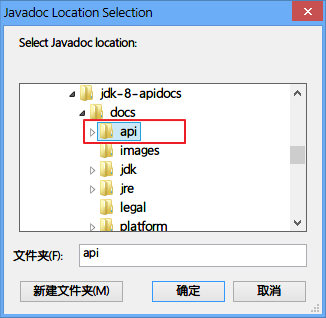 Javadoc Location Selection
Select Javadoc location:
jdk-8-apidocs
docs
api
images
jdk
jre
legal
platform
文件夹(F):
api
新建文件夹(M)
确定
取消